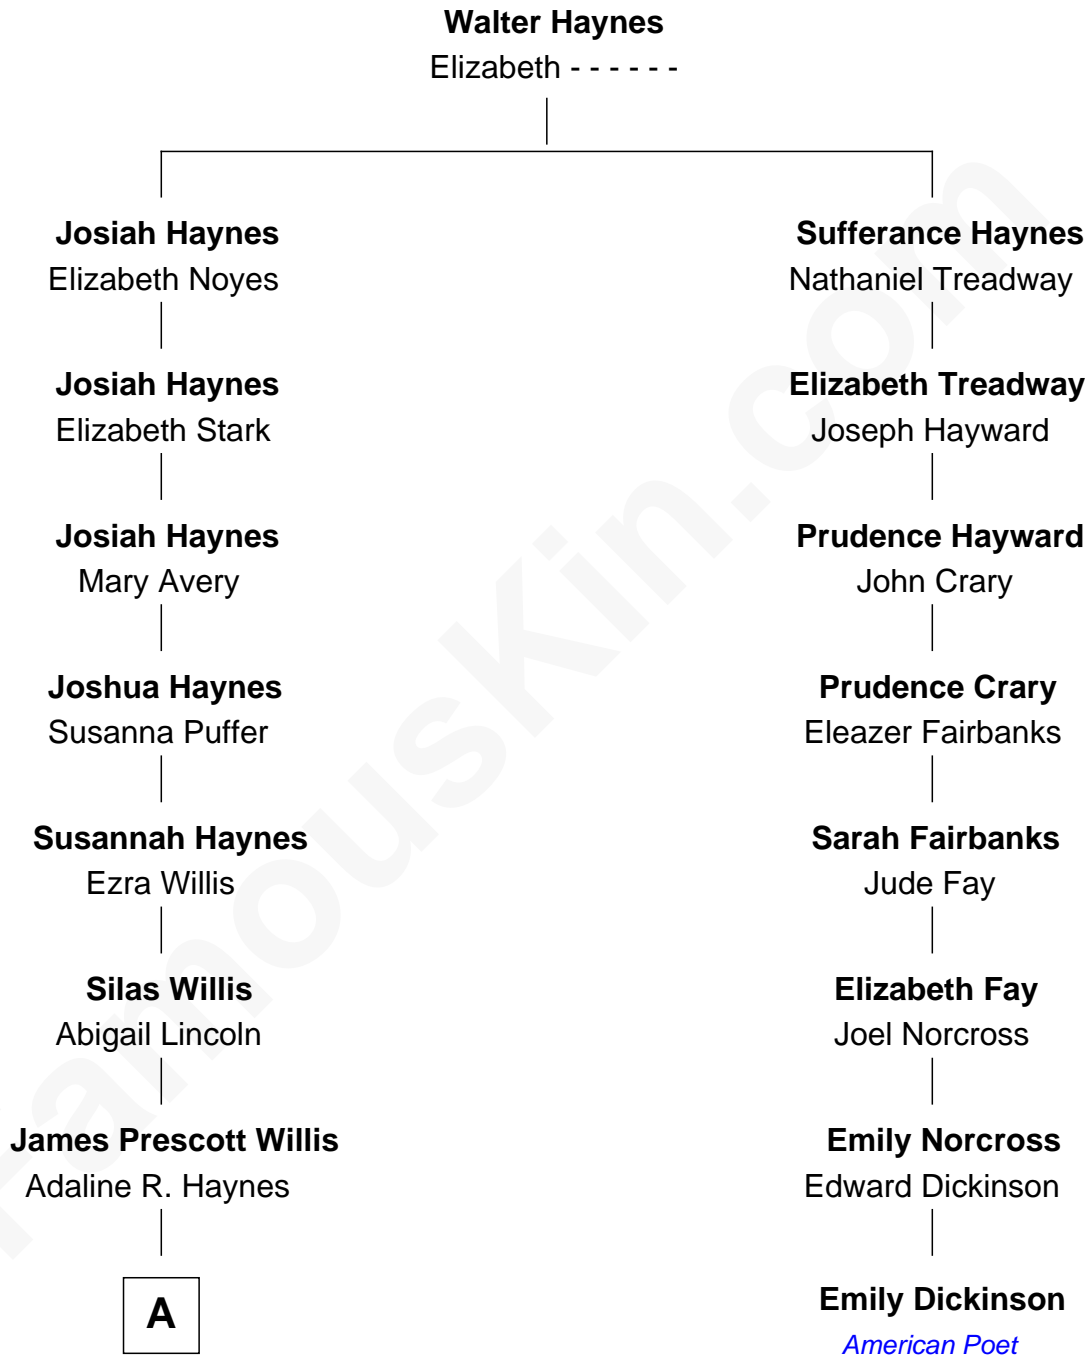 Walter Haynes
Elizabeth - - - - - -
Josiah Haynes
Elizabeth Noyes
Josiah Haynes
Elizabeth Stark
Josiah Haynes
Mary Avery
Joshua Haynes
Susanna Puffer
Susannah Haynes
Ezra Willis
Silas Willis
Abigail Lincoln
James Prescott Willis
Adaline R. Haynes
A
Sufferance Haynes
Nathaniel Treadway
Elizabeth Treadway
Joseph Hayward
Prudence Hayward
John Crary
Prudence Crary
Eleazer Fairbanks
Sarah Fairbanks
Jude Fay
Elizabeth Fay
Joel Norcross
Emily Norcross
Edward Dickinson
Emily Dickinson
American Poet
FamousKin.com